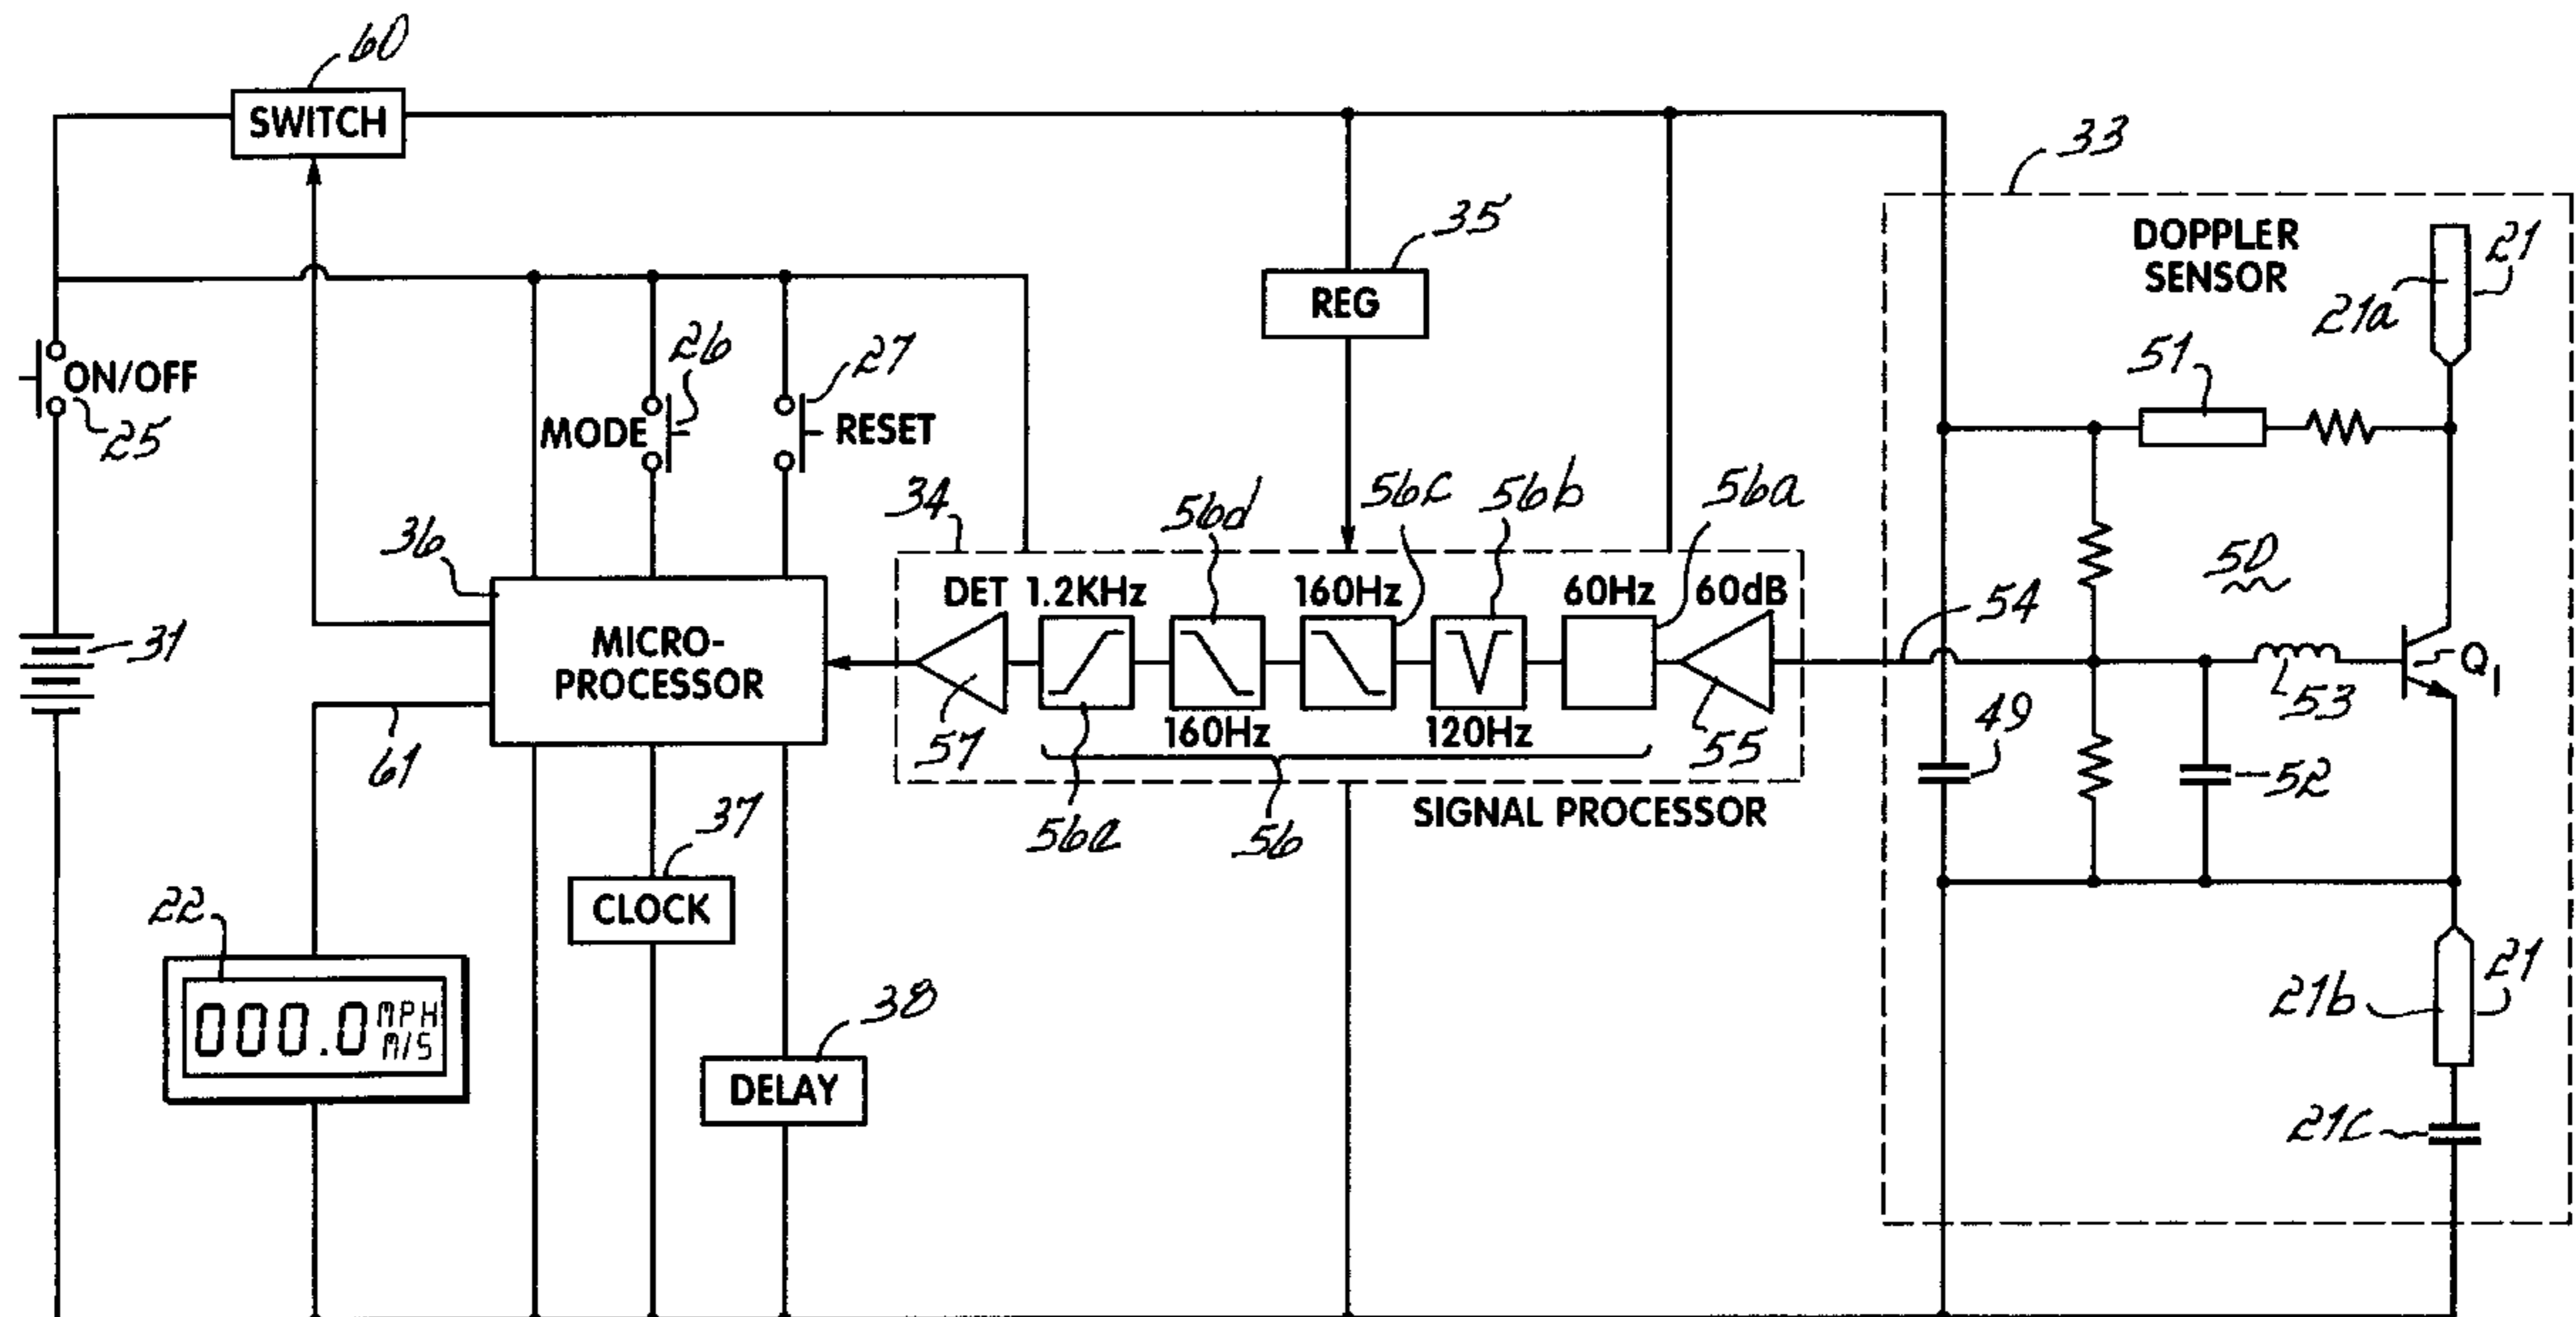 60
SWITCH
33
DOPPLER
SENSOR
21
21a
35
REG
51
ON/OFF
25
26
27
MODE
RESET
34
56d
56c
56b
56a
36
50
54
DET 1.2KHz
160Hz
60Hz
60dB
MICRO-
PROCESSOR
31
Q1
53
57
160Hz
120Hz
55
49
52
61
56e
56
SIGNAL PROCESSOR
37
CLOCK
22
000.0 MPH
M/S
38
DELAY
21b
21
21c